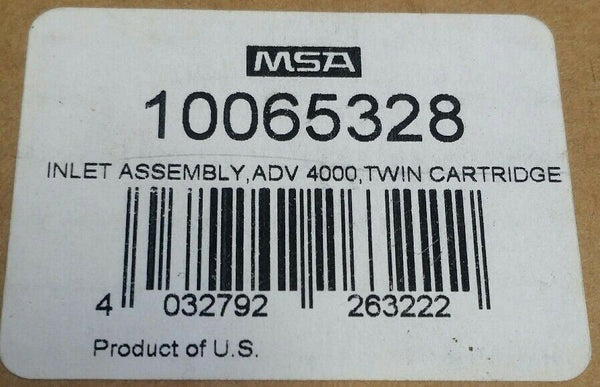 MSA
10065328
INLET ASSEMBLY,ADV 4000,TWIN CARTRIDGE
4 032792 263222
Product of U.S.